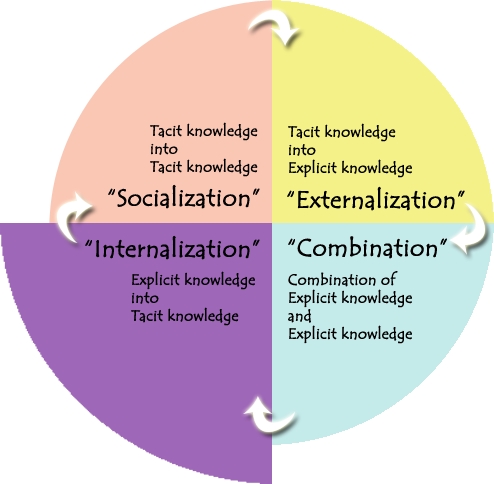 Tacit knowledge
into
Tacit knowledge
"Socialization"
Tacit knowledge
into
Explicit knowledge
"Externalization"
"Internalization"
Explicit knowledge
into
Tacit knowledge
"Combination"
Combination of
Explicit knowledge
and
Explicit knowledge